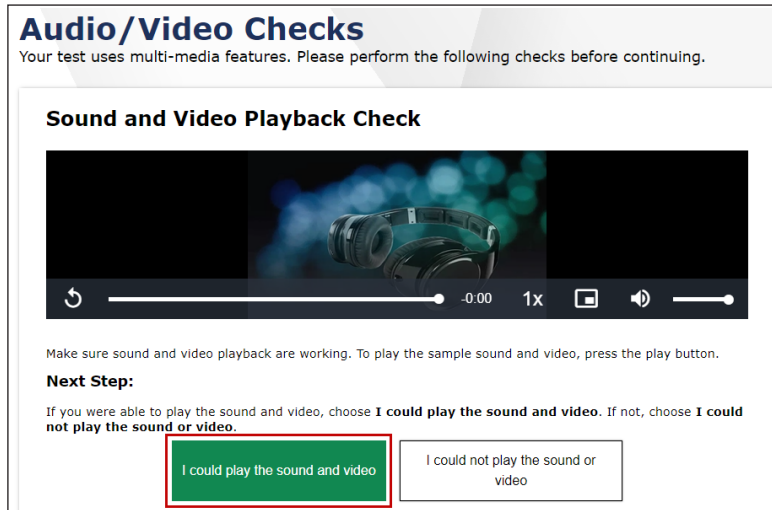 Audio/Video Checks
Your test uses multi-media features. Please perform the following checks before continuing.
Sound and Video Playback Check
-0:00 1x
Make sure sound and video playback are working. To play the sample sound and video, press the play button.
Next Step:
If you were able to play the sound and video, choose I could play the sound and video. If not, choose I could
not play the sound or video.
I could play the sound and video
I could not play the sound or
video